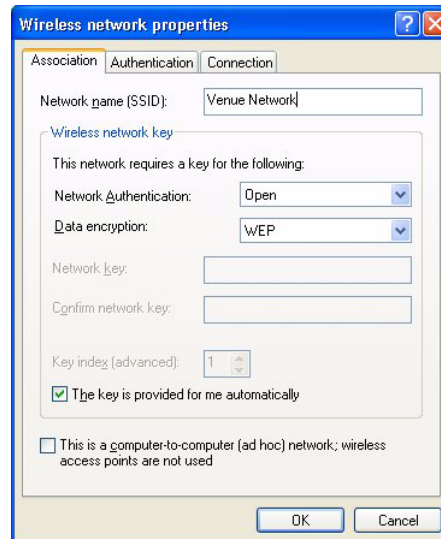 Wireless network properties
Association
Authentication
Connection
Network name (SSID):
Venue Network
Wireless network key
This network requires a key for the following:
Network Authentication:
Open
Data encryption:
WEP
Network key:
Confirm network key:
Key index (advanced):
1
The key is provided for me automatically
This is a computer-to-computer (ad hoc) network; wireless
access points are not used
OK
Cancel